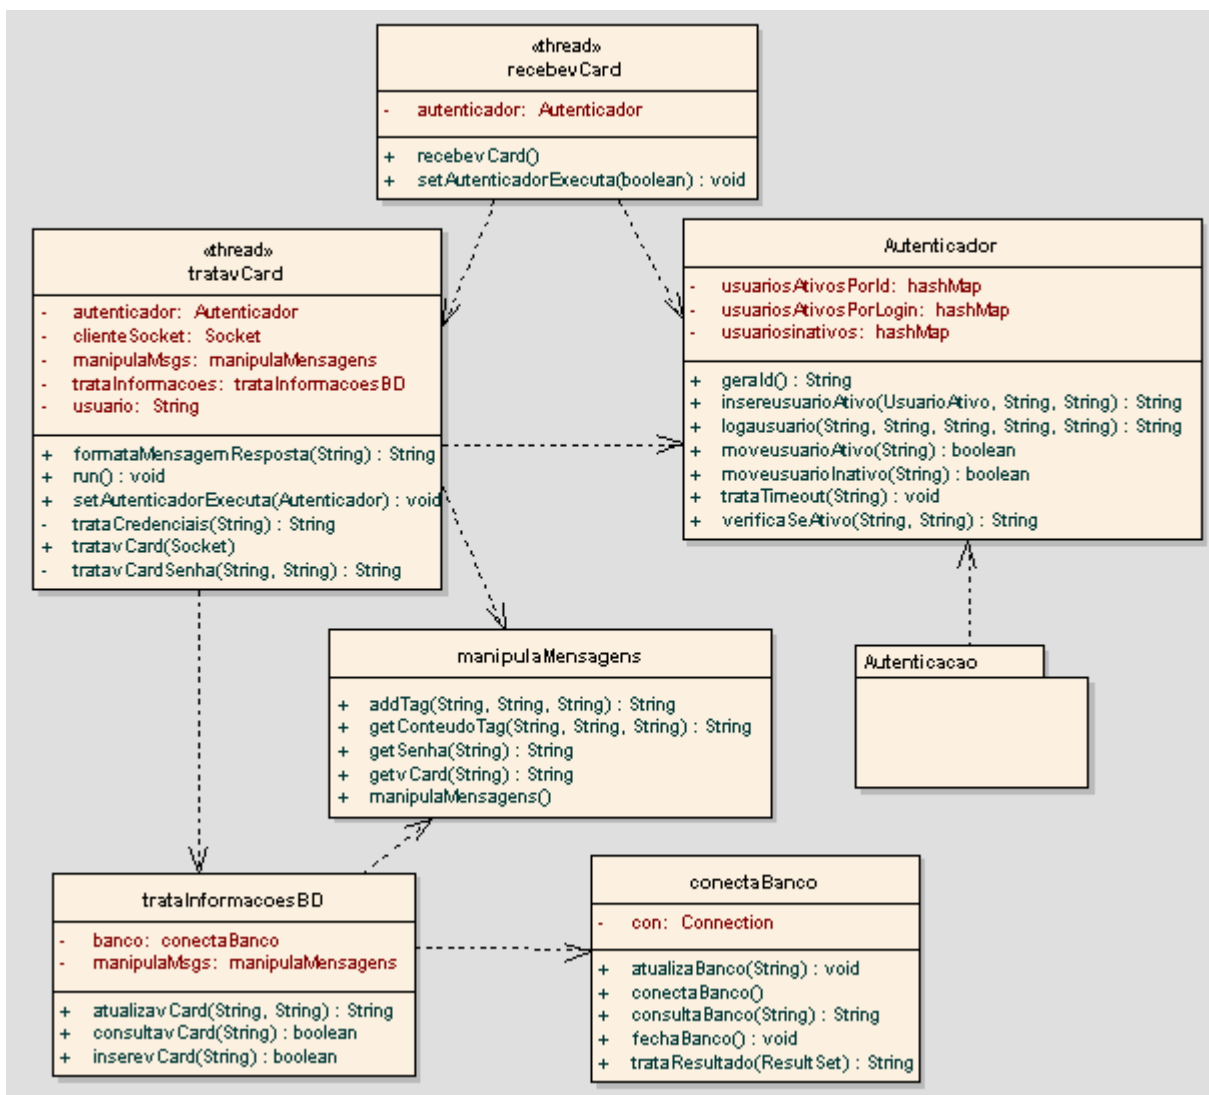 «thread»
recebevCard
- autenticador: Autenticador
+ recebevCard()
+ setAutenticadorExecuta(boolean) : void
«thread»
tratavCard
- autenticador: Autenticador
- clienteSocket: Socket
- manipulaMsgs: manipulaMensagens
- trataInformacoes: trataInformacoesBD
- usuario: String
+ formataMensagemResposta(String) : String
+ run() : void
+ setAutenticadorExecuta(Autenticador) : void
- trataCredenciais(String) : String
+ tratavCard(Socket)
- tratavCardSenha(String, String) : String
Autenticador
- usuariosAtivosPorId: hashMap
- usuariosAtivosPorLogin: hashMap
- usuariosinativos: hashMap
+ geraId() : String
+ insereusuarioAtivo(UsuarioAtivo, String, String) : String
+ logausuario(String, String, String, String, String) : String
+ moveusuarioAtivo(String) : boolean
+ moveusuarioInativo(String) : boolean
+ trataTimeout(String) : void
+ verificaSeAtivo(String, String) : String
manipulaMensagens
+ addTag(String, String, String) : String
+ getConteudoTag(String, String, String) : String
+ getSenha(String) : String
+ getvCard(String) : String
+ manipulaMensagens()
Autenticacao
trataInformacoesBD
- banco: conectaBanco
- manipulaMsgs: manipulaMensagens
+ atualizavCard(String, String) : String
+ consultavCard(String) : boolean
+ inserevCard(String) : boolean
conectaBanco
- con: Connection
+ atualizaBanco(String) : void
+ conectaBanco()
+ consultaBanco(String) : String
+ fechaBanco() : void
+ trataResultado(ResultSet) : String